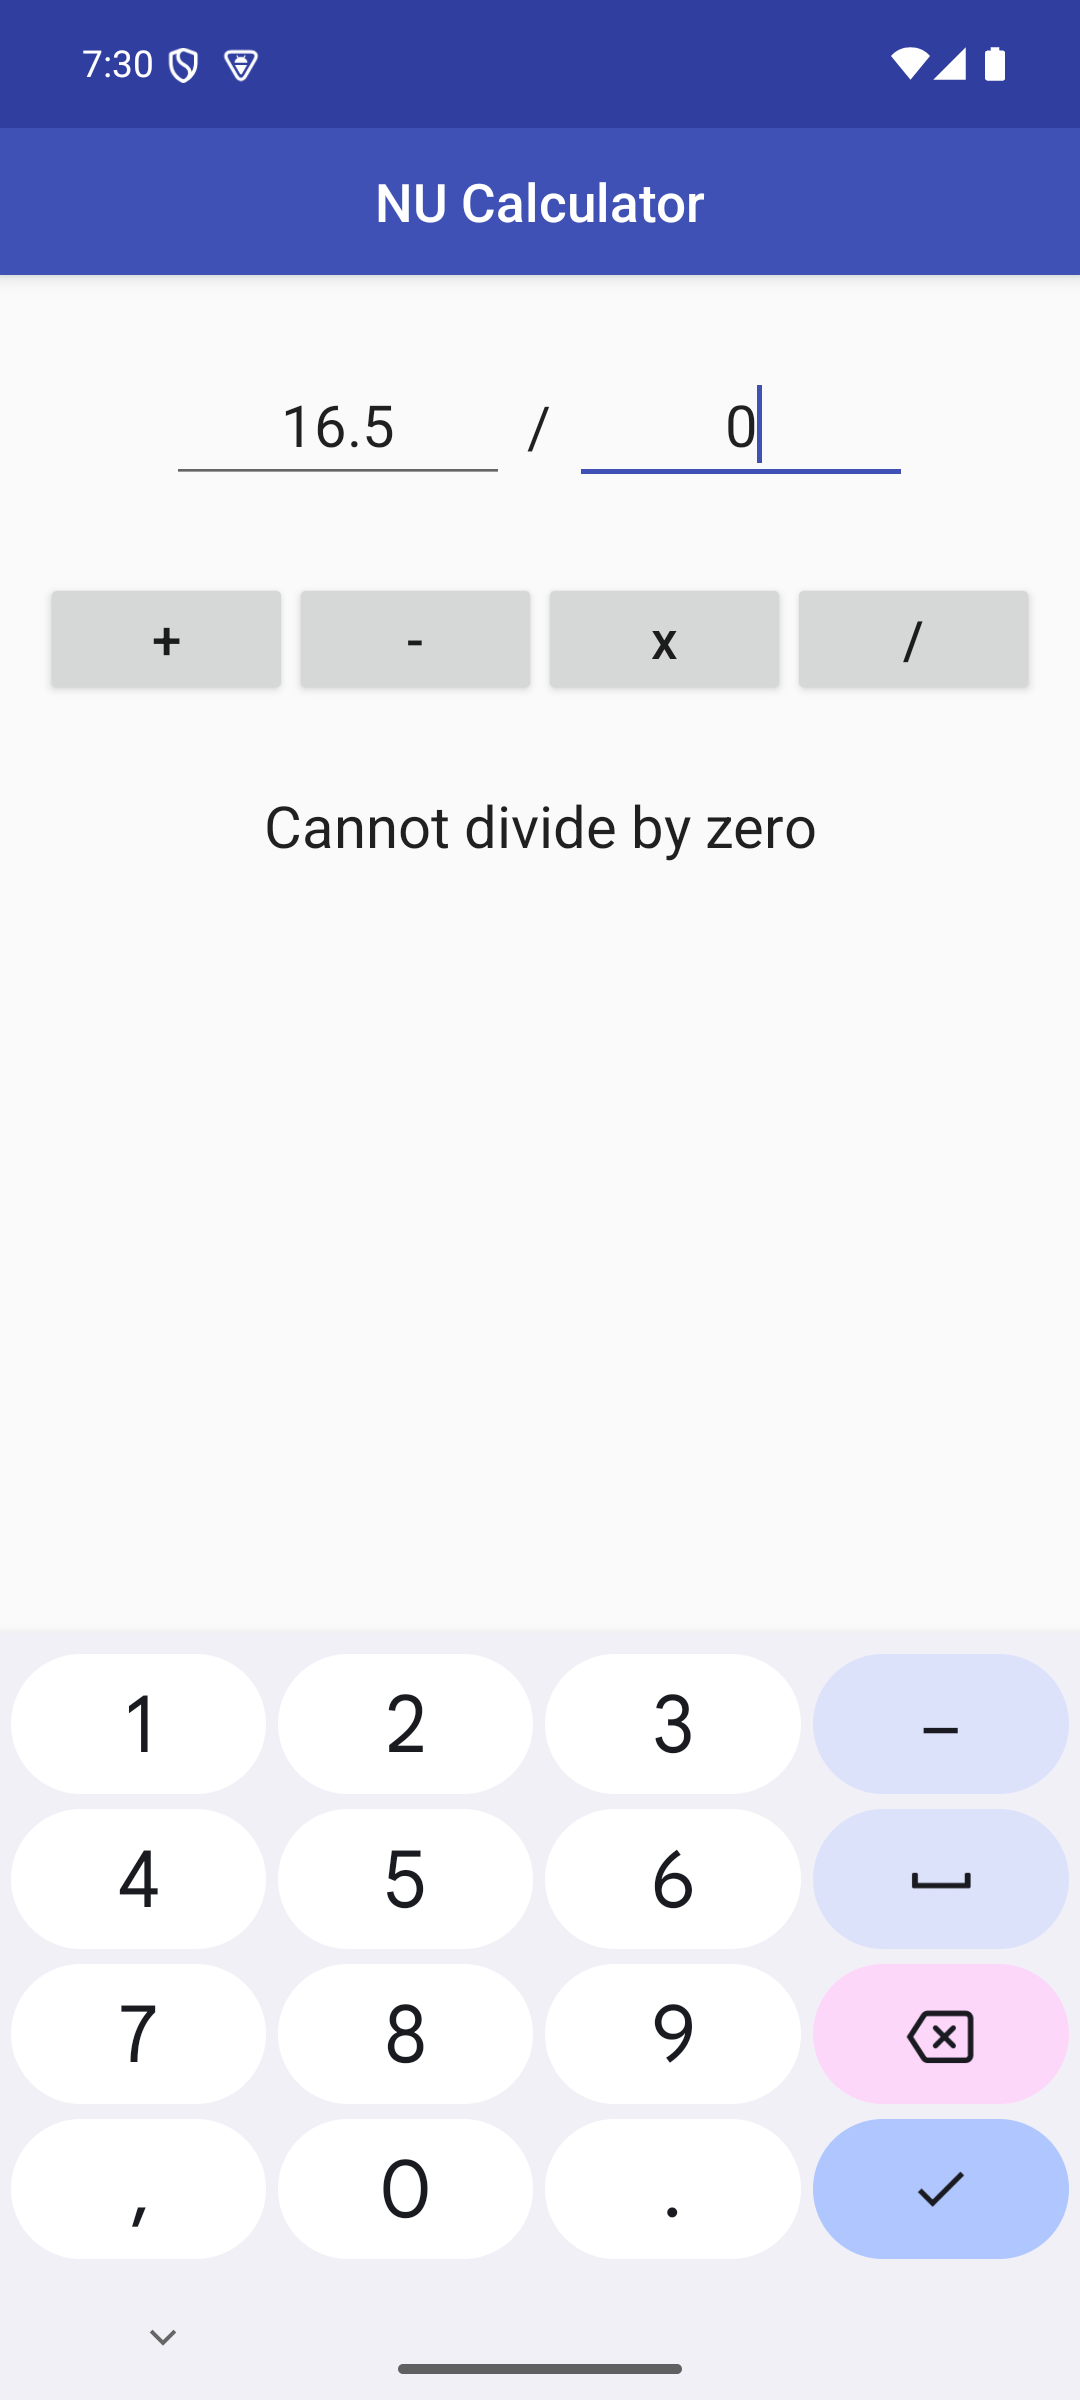 7:30
NU Calculator
16.5 / 0
+ - x /
Cannot divide by zero
1 2 3 –
4 5 6
7 8 9
, 0 .